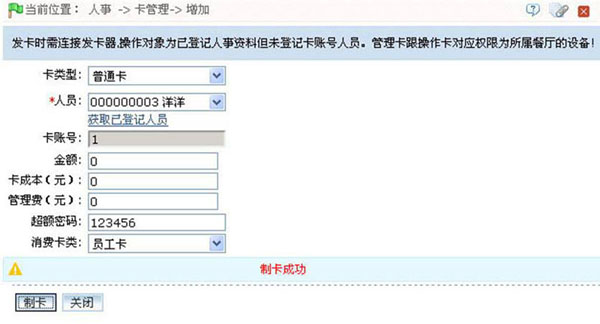 当前位置： 人事 -> 卡管理-> 增加
发卡时需连接发卡器,操作对象为已登记人事资料但未登记卡账号人员。管理卡跟操作卡对应权限为所属餐厅的设备!
卡类型: 普通卡
*人员: 000000003 洋洋
获取已登记人员
卡账号: 1
金额: 0
卡成本(元): 0
管理费(元): 0
超额密码: 123456
消费卡类: 员工卡
制卡成功
制卡 关闭